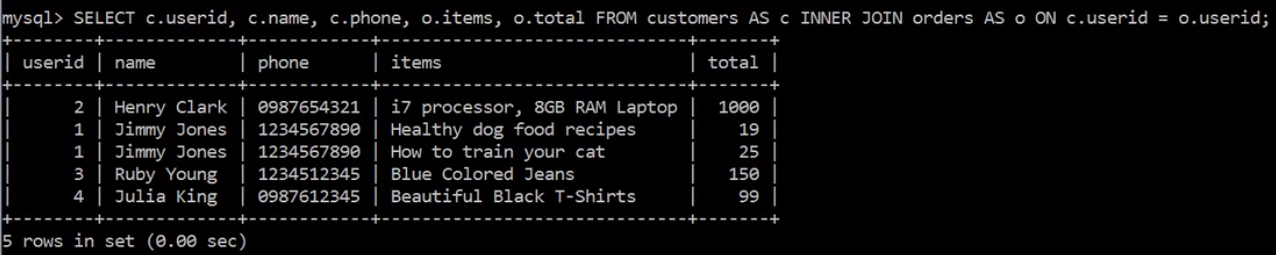 mysql> SELECT c.userid, c.name, c.phone, o.items, o.total FROM customers AS c INNER JOIN orders AS o ON c.userid = o.userid;
+--------+-------------+------------+----------------------------------+-------+
| userid | name        | phone      | items                            | total |
+--------+-------------+------------+----------------------------------+-------+
|      2 | Henry Clark | 0987654321 | i7 processor, 8GB RAM Laptop |  1000 |
|      1 | Jimmy Jones | 1234567890 | Healthy dog food recipes     |    19 |
|      1 | Jimmy Jones | 1234567890 | How to train your cat        |    25 |
|      3 | Ruby Young  | 1234512345 | Blue Colored Jeans           |   150 |
|      4 | Julia King  | 0987612345 | Beautiful Black T-Shirts     |    99 |
+--------+-------------+------------+----------------------------------+-------+
5 rows in set (0.00 sec)